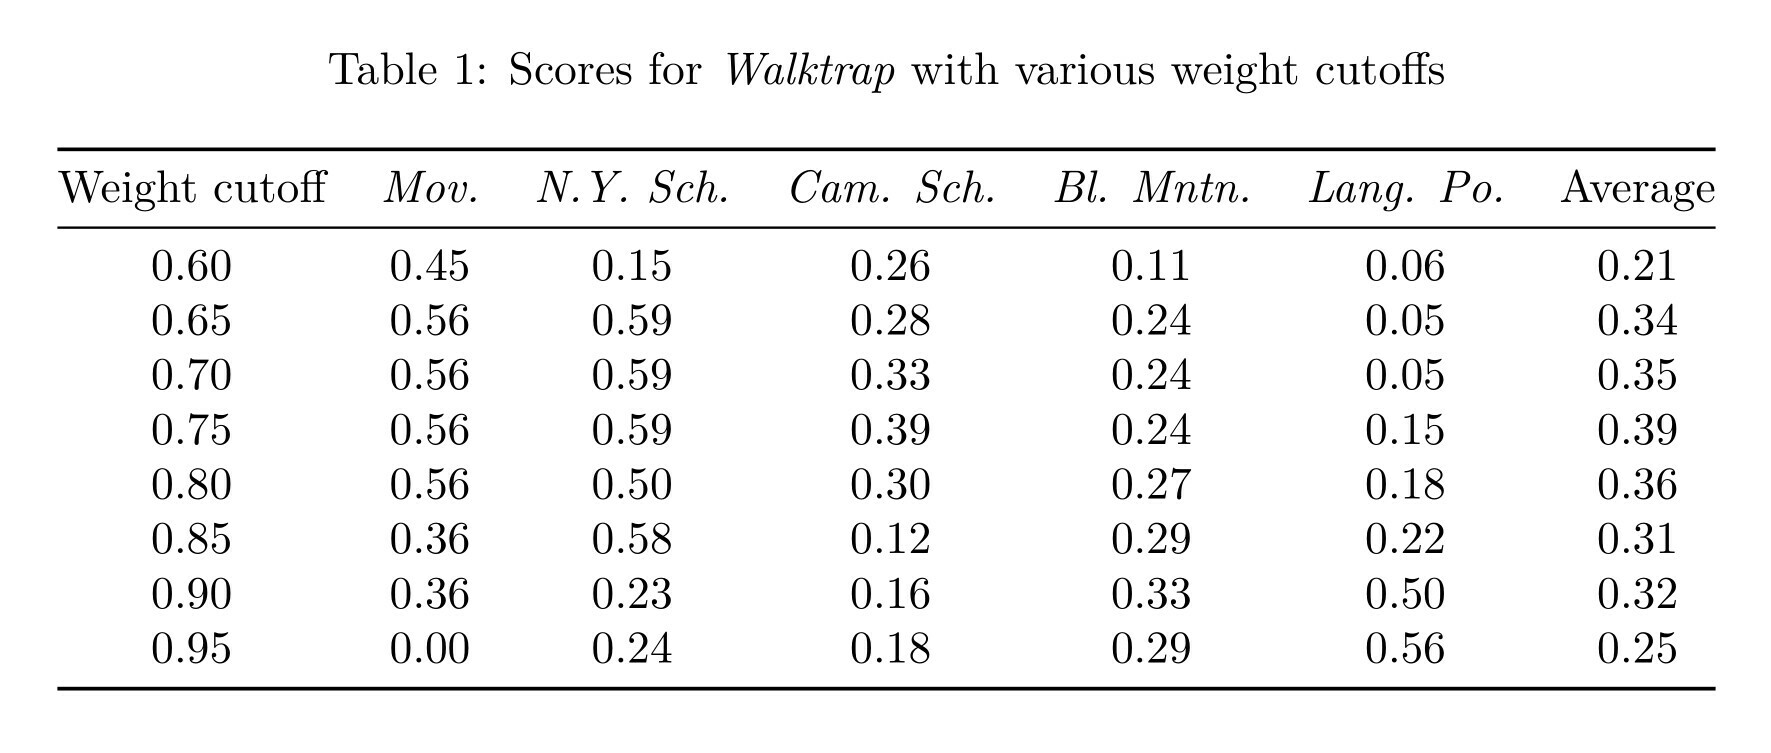 Table 1: Scores for Walktrap with various weight cutoffs
Weight cutoff Mov. N.Y. Sch. Cam. Sch. Bl. Mntn. Lang. Po. Average
0.60 0.45 0.15 0.26 0.11 0.06 0.21
0.65 0.56 0.59 0.28 0.24 0.05 0.34
0.70 0.56 0.59 0.33 0.24 0.05 0.35
0.75 0.56 0.59 0.39 0.24 0.15 0.39
0.80 0.56 0.50 0.30 0.27 0.18 0.36
0.85 0.36 0.58 0.12 0.29 0.22 0.31
0.90 0.36 0.23 0.16 0.33 0.50 0.32
0.95 0.00 0.24 0.18 0.29 0.56 0.25